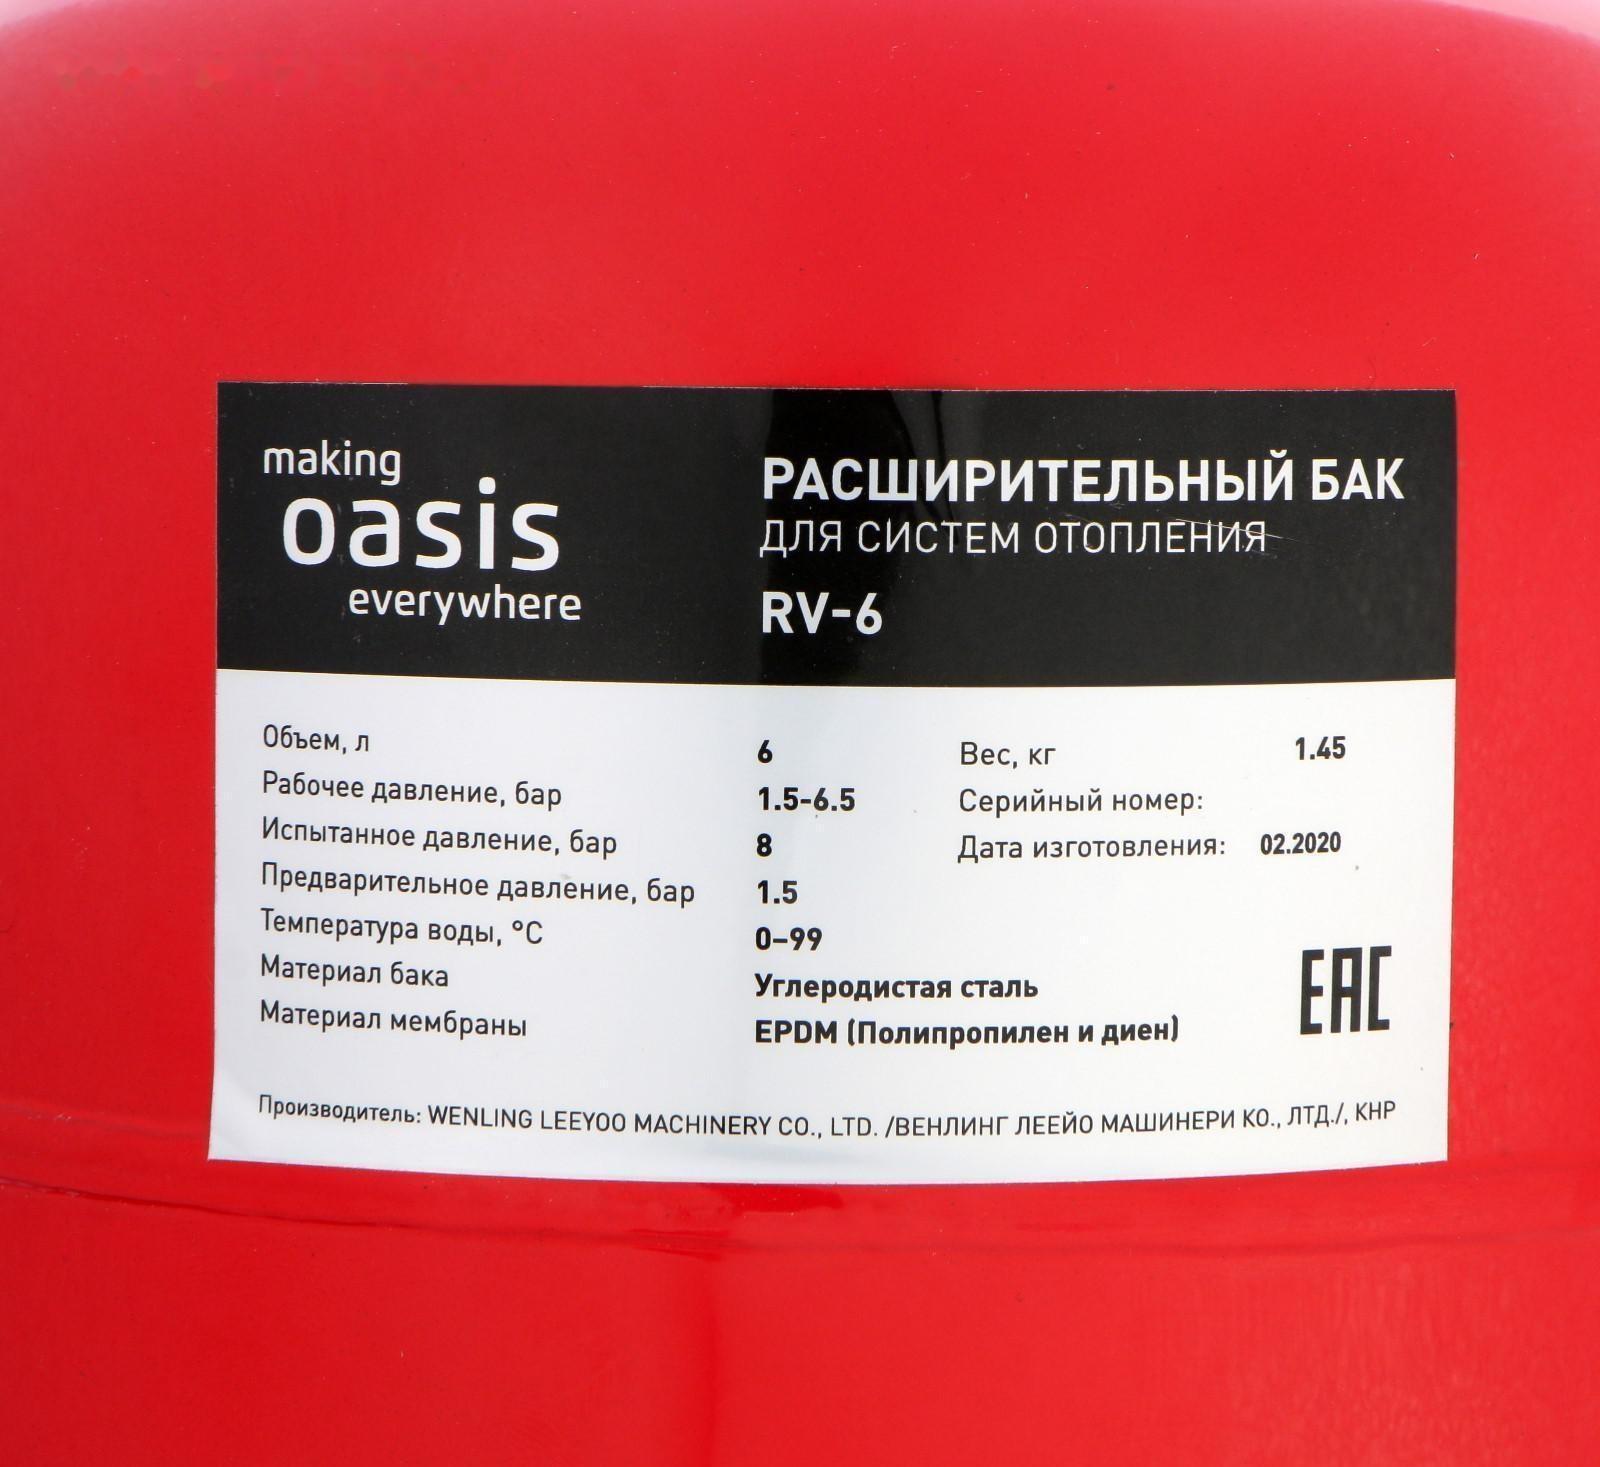 making
oasis
everywhere
РАСШИРИТЕЛЬНЫЙ БАК
ДЛЯ СИСТЕМ ОТОПЛЕНИЯ
RV-6
Объем, л 6
Рабочее давление, бар 1.5-6.5
Испытанное давление, бар 8
Предварительное давление, бар 1.5
Температура воды, °C 0–99
Материал бака Углеродистая сталь
Материал мембраны EPDM (Полипропилен и диен)
Вес, кг 1.45
Серийный номер:
Дата изготовления: 02.2020
EAC
Производитель: WENLING LEEYOO MACHINERY CO., LTD. /ВЕНЛИНГ ЛЕЕЙО МАШИНЕРИ КО., ЛТД./, КНР